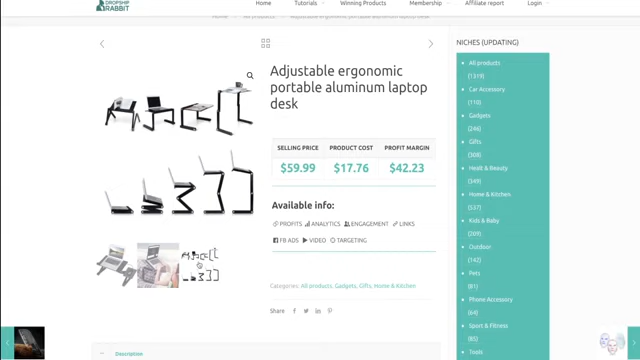 DROPSHIP
RABBIT
Home
Tutorials
Winning Products
Membership
Affiliate report
Login
Home
All products
Adjustable ergonomic portable aluminum laptop desk
Adjustable ergonomic
portable aluminum laptop
desk
SELLING PRICE
PRODUCT COST
PROFIT MARGIN
$59.99
$17.76
$42.23
Available info:
PROFITS
ANALYTICS
ENGAGEMENT
LINKS
FB ADS
VIDEO
TARGETING
Categories: All products, Gadgets, Gifts, Home & Kitchen
Share
Description
NICHES (UPDATING)
All products
(1319)
Car Accessory
(110)
Gadgets
(246)
Gifts
(308)
Healt & Beauty
(349)
Home & Kitchen
(537)
Kids & Baby
(209)
Outdoor
(142)
Pets
(81)
Phone Accessory
(64)
Sport & Fitness
(85)
Tools